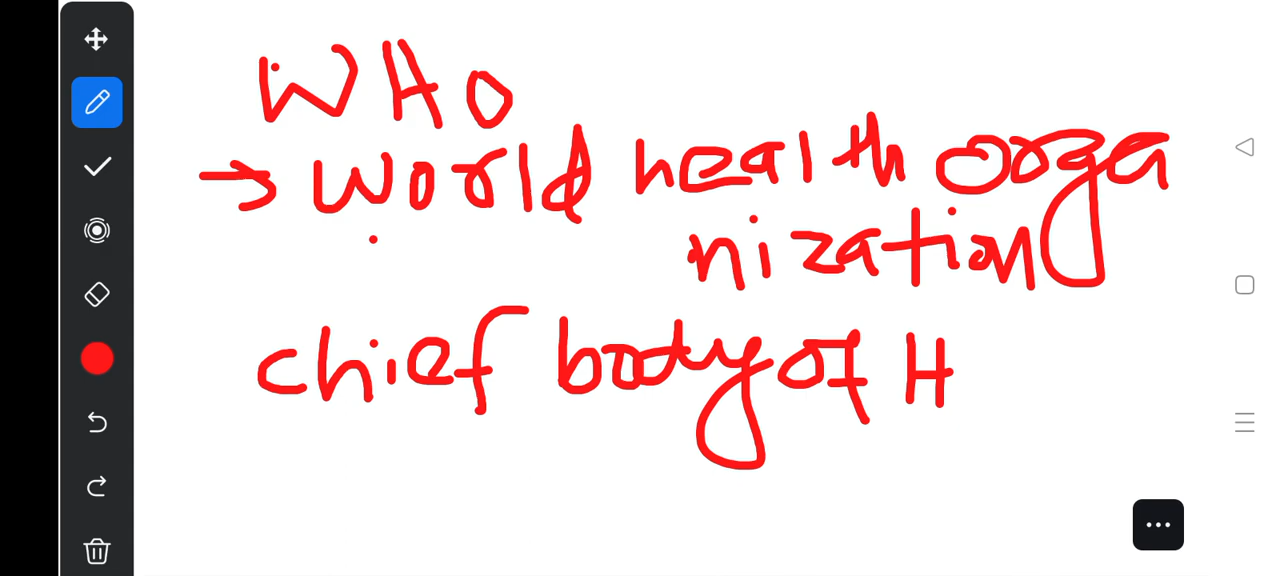 WHO
→ World health orga
nization
chief body of H